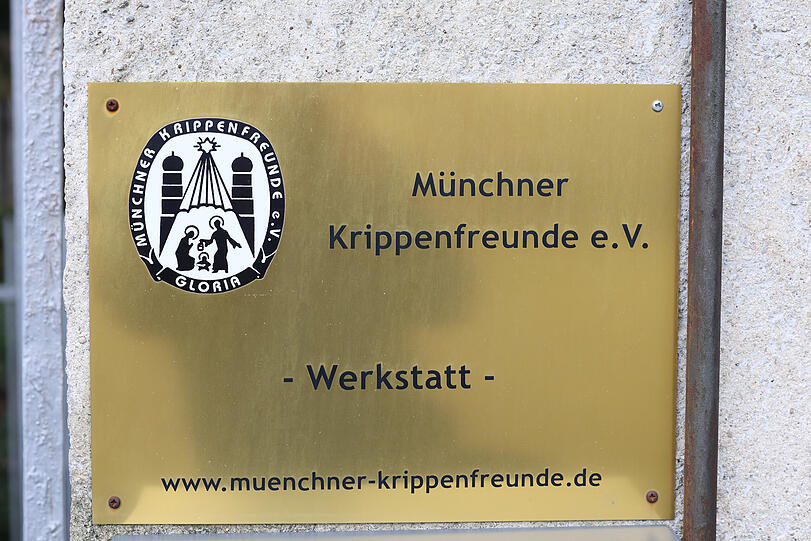 MÜNCHNER KRIPPENFREUNDE e.V.
GLORIA
Münchner
Krippenfreunde e.V.
- Werkstatt -
www.muenchner-krippenfreunde.de